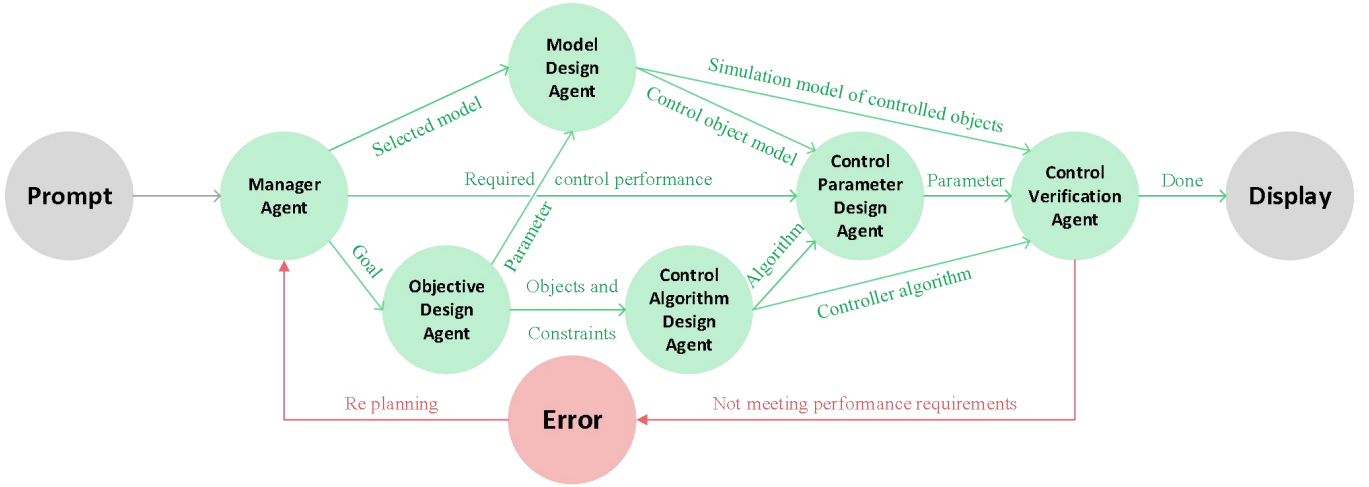 Model
Design
Agent
Simulation model of controlled objects
Selected model
Control object model
Prompt
Manager
Agent
Required control performance
Control
Parameter
Design
Agent
Parameter
Control
Verification
Agent
Done
Display
Goal
Parameter
Algorithm
Objective
Design
Agent
Objects and
Constraints
Control
Algorithm
Design
Agent
Controller algorithm
Re planning
Error
Not meeting performance requirements